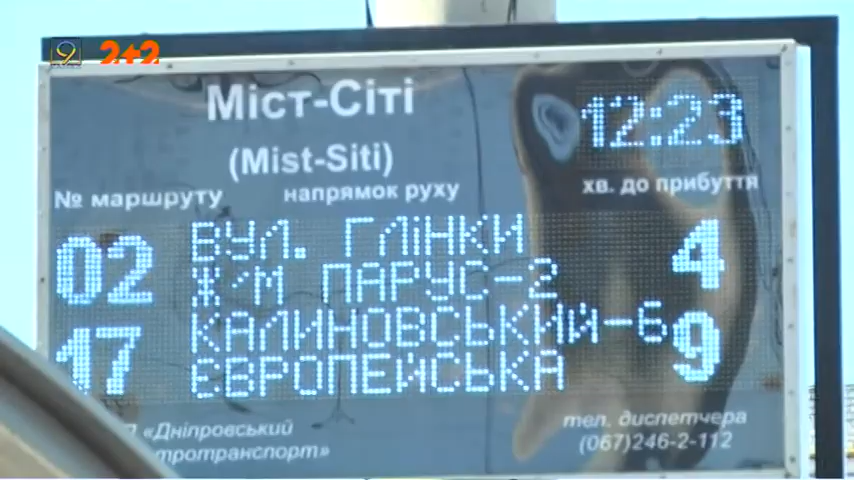 9 2+2
Міст-Сіті
12:23
(Mist-Siti)
№ маршруту напрямок руху хв. до прибуття
02 ВУЛ. ГЛІНКИ 4
Ж/М ПАРУС-2
17 КАЛИНОВСЬКИЙ-6 9
ЄВРОПЕЙСЬКА
«Дніпровський
тротранспорт»
тел. диспетчера
(067)246-2-112